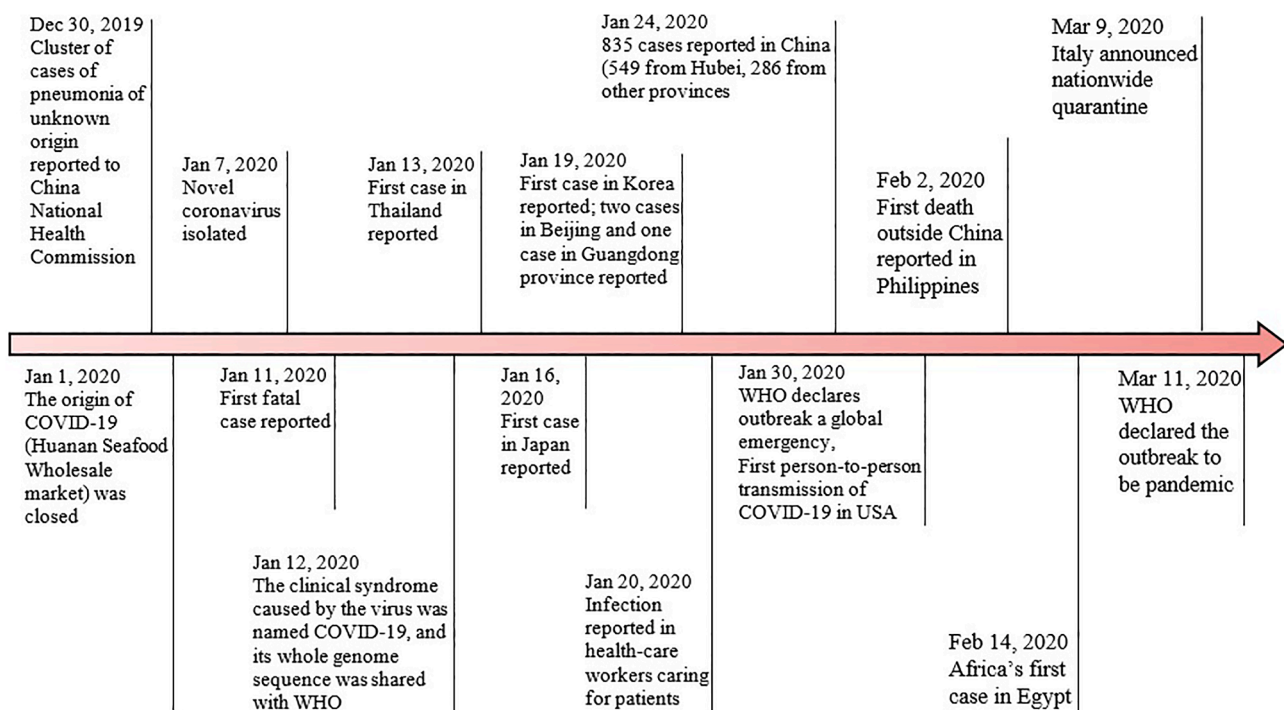 Dec 30, 2019
Cluster of
cases of
pneumonia of
unknown
origin
reported to
China
National
Health
Commission
Jan 7, 2020
Novel
coronavirus
isolated
Jan 13, 2020
First case in
Thailand
reported
Jan 19, 2020
First case in Korea
reported; two cases
in Beijing and one
case in Guangdong
province reported
Jan 24, 2020
835 cases reported in China
(549 from Hubei, 286 from
other provinces
Feb 2, 2020
First death
outside China
reported in
Philippines
Mar 9, 2020
Italy announced
nationwide
quarantine
Jan 1, 2020
The origin of
COVID-19
(Huanan Seafood
Wholesale
market) was
closed
Jan 11, 2020
First fatal
case reported
Jan 12, 2020
The clinical syndrome
caused by the virus was
named COVID-19, and
its whole genome
sequence was shared
with WHO
Jan 16,
2020
First case
in Japan
reported
Jan 20, 2020
Infection
reported in
health-care
workers caring
for patients
Jan 30, 2020
WHO declares
outbreak a global
emergency,
First person-to-person
transmission of
COVID-19 in USA
Feb 14, 2020
Africa’s first
case in Egypt
Mar 11, 2020
WHO
declared the
outbreak to
be pandemic